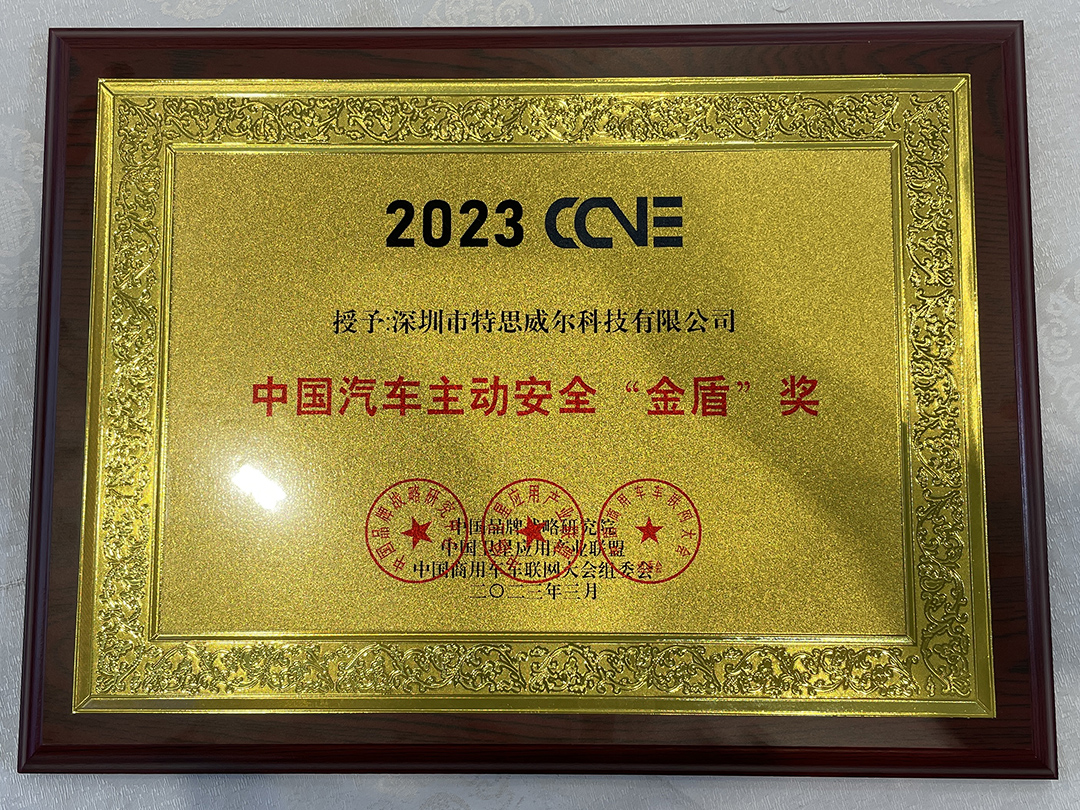 2023 CCVE
授予:深圳市特思威尔科技有限公司
中国汽车主动安全“金盾”奖
中国品牌战略研究院
中国卫星应用产业联盟
中国商用车车联网大会组委会
二〇二三年三月